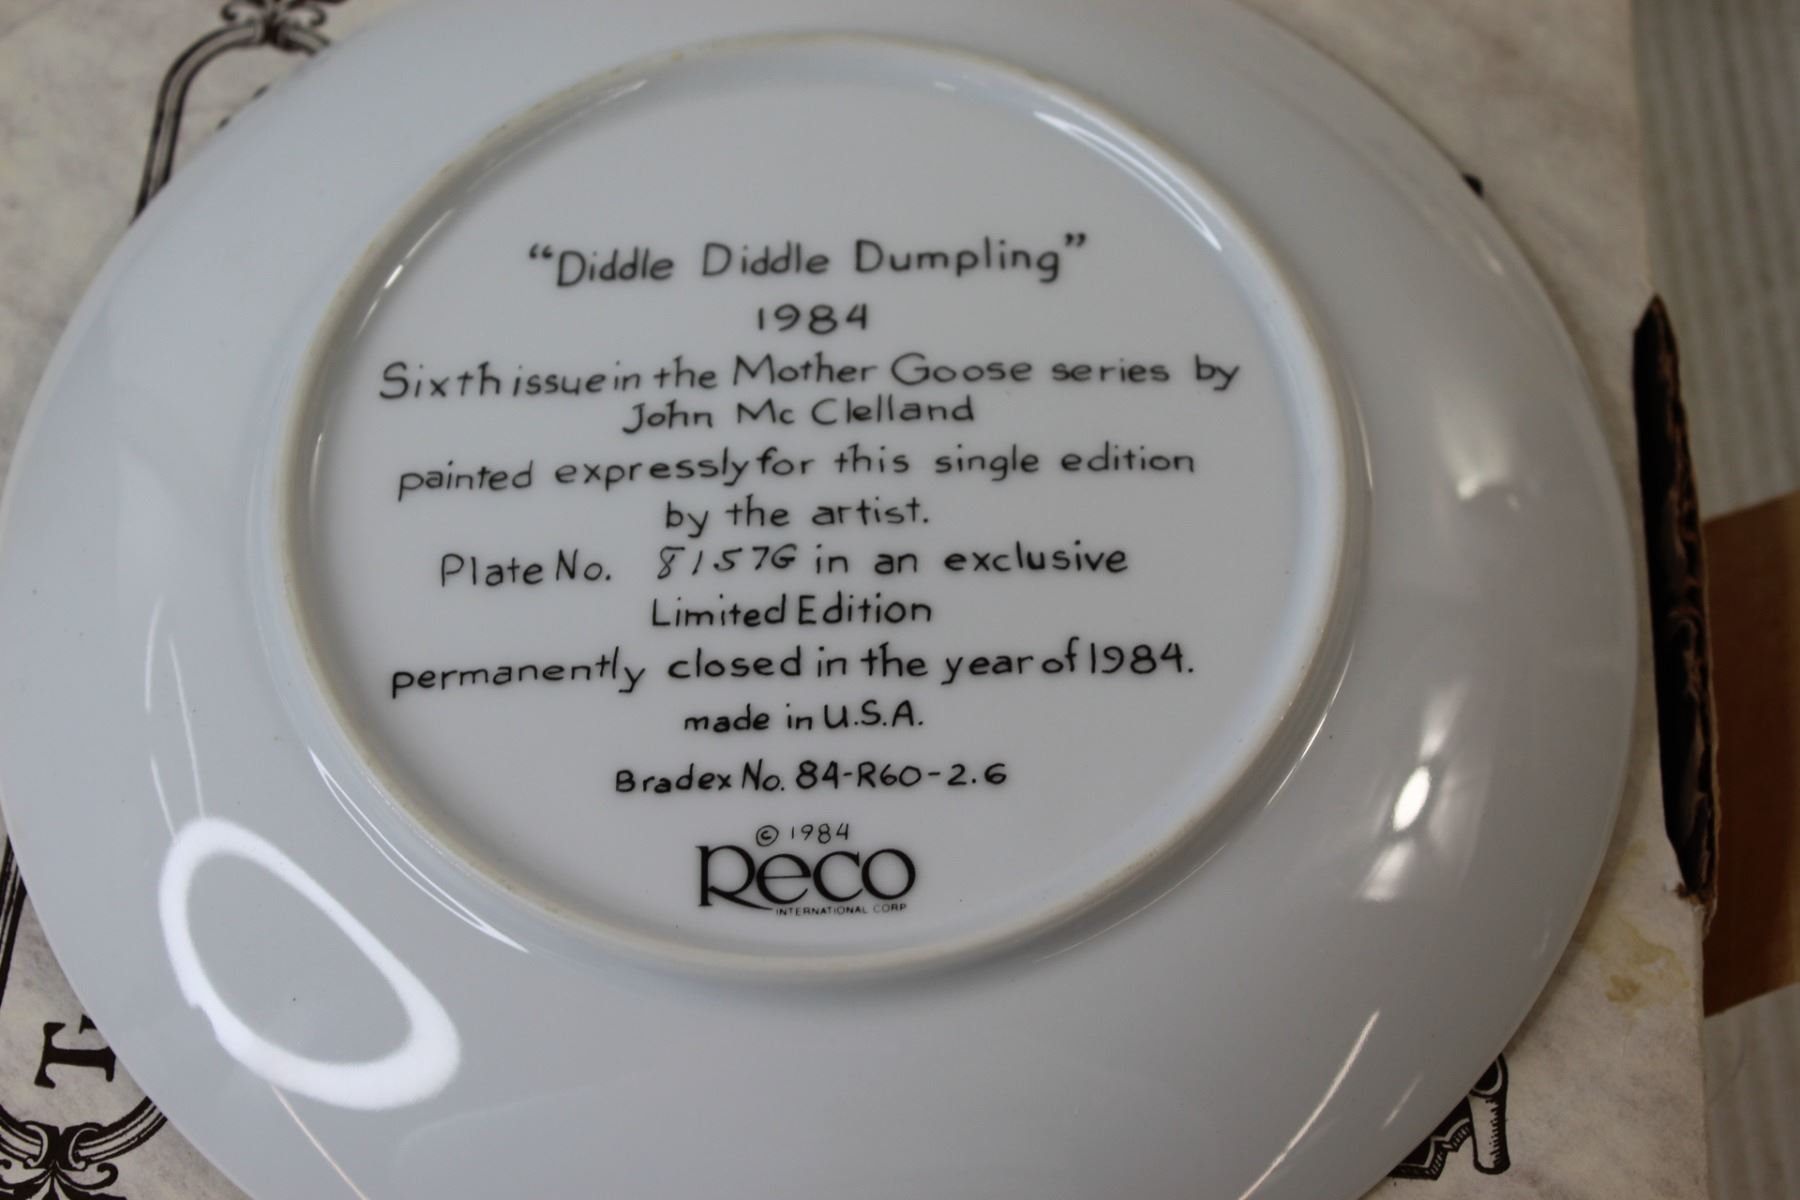 “Diddle Diddle Dumpling”
1984
Sixth issue in the Mother Goose series by
John Mc Clelland
painted expressly for this single edition
by the artist.
Plate No. 8157G in an exclusive
Limited Edition
permanently closed in the year of 1984.
made in U.S.A.
Bradex No. 84-R60-2.6
© 1984
Reco
INTERNATIONAL CORP
T